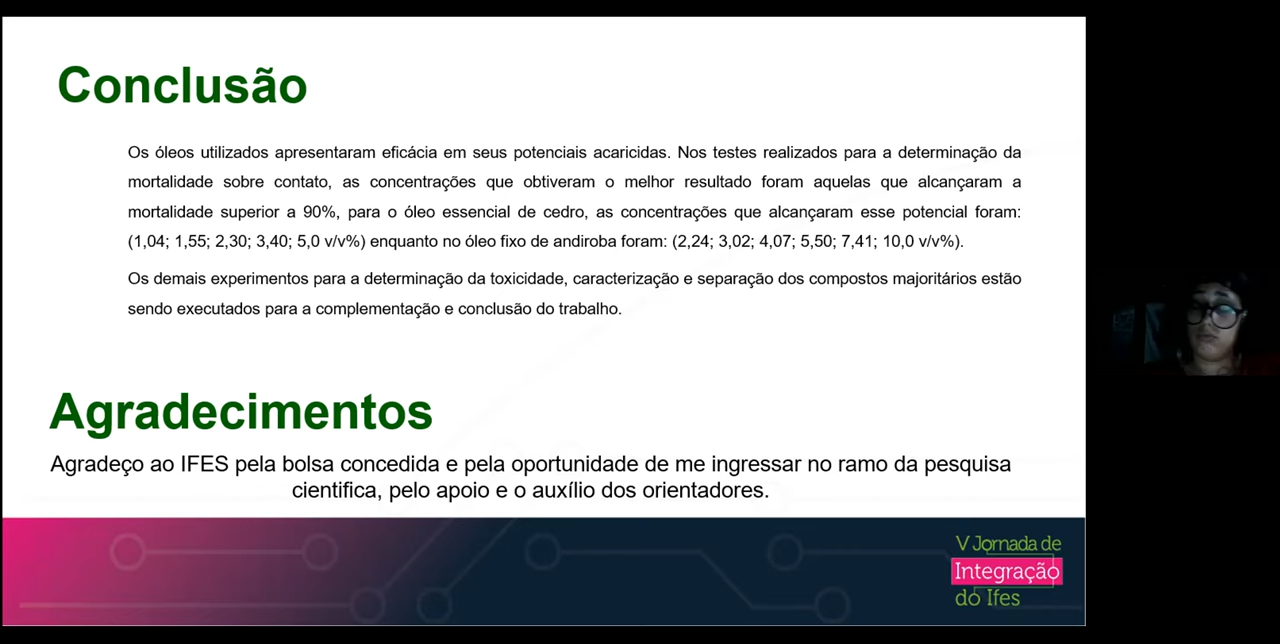 Conclusão
Os óleos utilizados apresentaram eficácia em seus potenciais acaricidas. Nos testes realizados para a determinação da
mortalidade sobre contato, as concentrações que obtiveram o melhor resultado foram aquelas que alcançaram a
mortalidade superior a 90%, para o óleo essencial de cedro, as concentrações que alcançaram esse potencial foram:
(1,04; 1,55; 2,30; 3,40; 5,0 v/v%) enquanto no óleo fixo de andiroba foram: (2,24; 3,02; 4,07; 5,50; 7,41; 10,0 v/v%).
Os demais experimentos para a determinação da toxicidade, caracterização e separação dos compostos majoritários estão
sendo executados para a complementação e conclusão do trabalho.
Agradecimentos
Agradeço ao IFES pela bolsa concedida e pela oportunidade de me ingressar no ramo da pesquisa
cientifica, pelo apoio e o auxílio dos orientadores.
V Jornada de
Integração
do Ifes